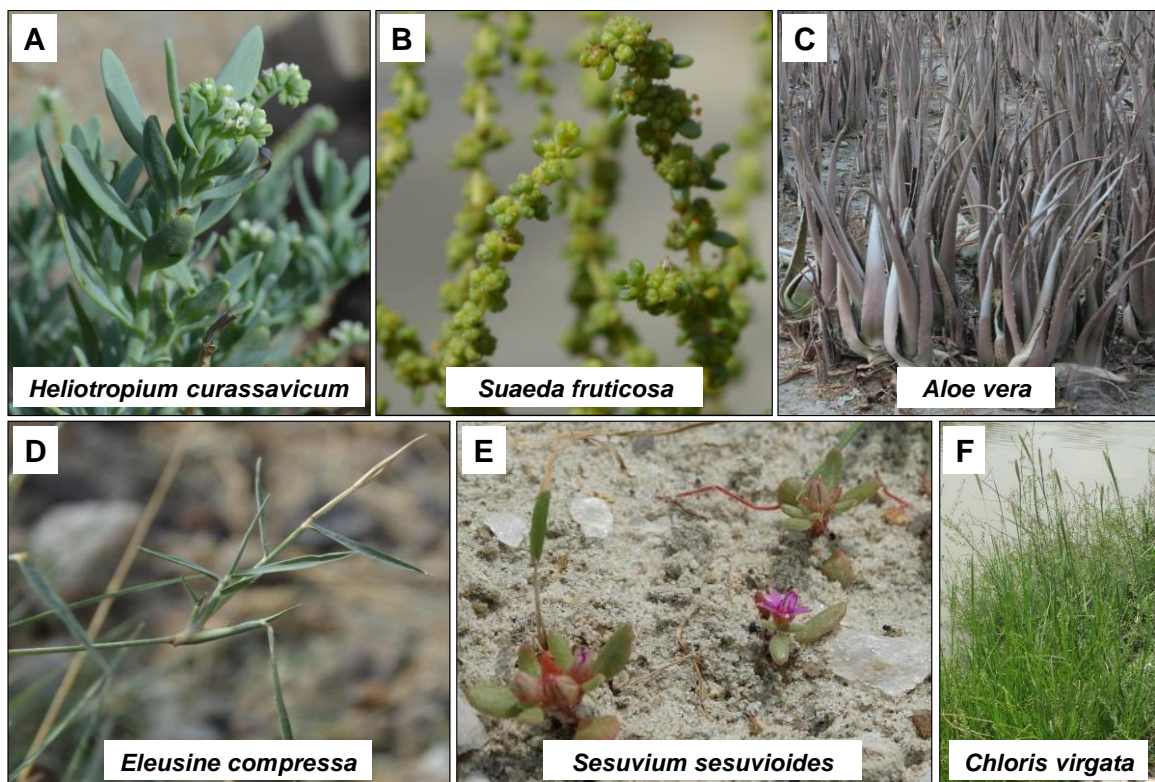 A
B
C
Heliotropium curassavicum
Suaeda fruticosa
Aloe vera
D
E
F
Eleusine compressa
Sesuvium sesuvioides
Chloris virgata